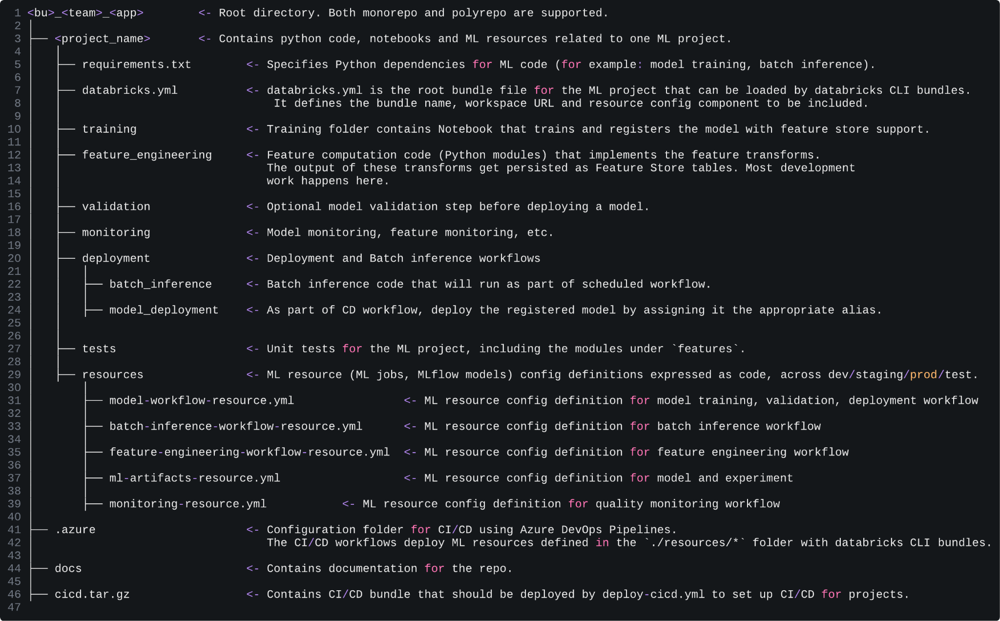 1 <bu>_<team>_<app>        <- Root directory. Both monorepo and polyrepo are supported.
2 │
3 ├── <project_name>       <- Contains python code, notebooks and ML resources related to one ML project.
4 │   │
5 │   ├── requirements.txt        <- Specifies Python dependencies for ML code (for example: model training, batch inference).
6 │   │
7 │   ├── databricks.yml          <- databricks.yml is the root bundle file for the ML project that can be loaded by databricks CLI bundles.
8 │   │                               It defines the bundle name, workspace URL and resource config component to be included.
9 │   │
10 │   ├── training                <- Training folder contains Notebook that trains and registers the model with feature store support.
11 │   │
12 │   ├── feature_engineering     <- Feature computation code (Python modules) that implements the feature transforms.
13 │   │                              The output of these transforms get persisted as Feature Store tables. Most development
14 │   │                              work happens here.
15 │   │
16 │   ├── validation              <- Optional model validation step before deploying a model.
17 │   │
18 │   ├── monitoring              <- Model monitoring, feature monitoring, etc.
19 │   │
20 │   ├── deployment              <- Deployment and Batch inference workflows
21 │   │   │
22 │   │   ├── batch_inference     <- Batch inference code that will run as part of scheduled workflow.
23 │   │   │
24 │   │   ├── model_deployment    <- As part of CD workflow, deploy the registered model by assigning it the appropriate alias.
25 │   │
26 │   │
27 │   ├── tests                   <- Unit tests for the ML project, including the modules under `features`.
28 │   │
29 │   ├── resources               <- ML resource (ML jobs, MLflow models) config definitions expressed as code, across dev/staging/prod/test.
30 │       │
31 │       ├── model-workflow-resource.yml                <- ML resource config definition for model training, validation, deployment workflow
32 │       │
33 │       ├── batch-inference-workflow-resource.yml      <- ML resource config definition for batch inference workflow
34 │       │
35 │       ├── feature-engineering-workflow-resource.yml  <- ML resource config definition for feature engineering workflow
36 │       │
37 │       ├── ml-artifacts-resource.yml                  <- ML resource config definition for model and experiment
38 │       │
39 │       ├── monitoring-resource.yml           <- ML resource config definition for quality monitoring workflow
40 │
41 ├── .azure                      <- Configuration folder for CI/CD using Azure DevOps Pipelines.
42 │                                  The CI/CD workflows deploy ML resources defined in the `./resources/*` folder with databricks CLI bundles.
43 │
44 ├── docs                        <- Contains documentation for the repo.
45 │
46 ├── cicd.tar.gz                 <- Contains CI/CD bundle that should be deployed by deploy-cicd.yml to set up CI/CD for projects.
47